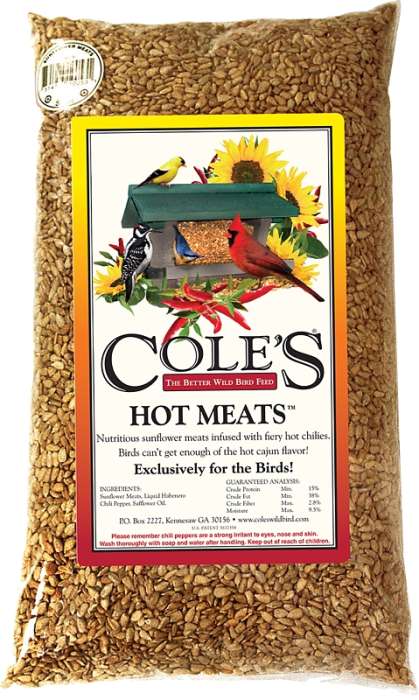 SUNFLOWER MEATS
COLE'S®
THE BETTER WILD BIRD FEED
HOT MEATS™
Nutritious sunflower meats infused with fiery hot chilies.
Birds can't get enough of the hot cajun flavor!
Exclusively for the Birds!
INGREDIENTS:
Sunflower Meats, Liquid Habenero
Chili Pepper, Safflower Oil.
GUARANTEED ANALYSIS:
Crude Protein Min. 15%
Crude Fat Min. 38%
Crude Fiber Max. 2.8%
Moisture Max. 9.5%
P.O. Box 2227, Kennesaw GA 30156 • www.coleswildbird.com
Please remember chili peppers are a strong irritant to eyes, nose and skin.
Wash thoroughly with soap and water after handling. Keep out of reach of children.